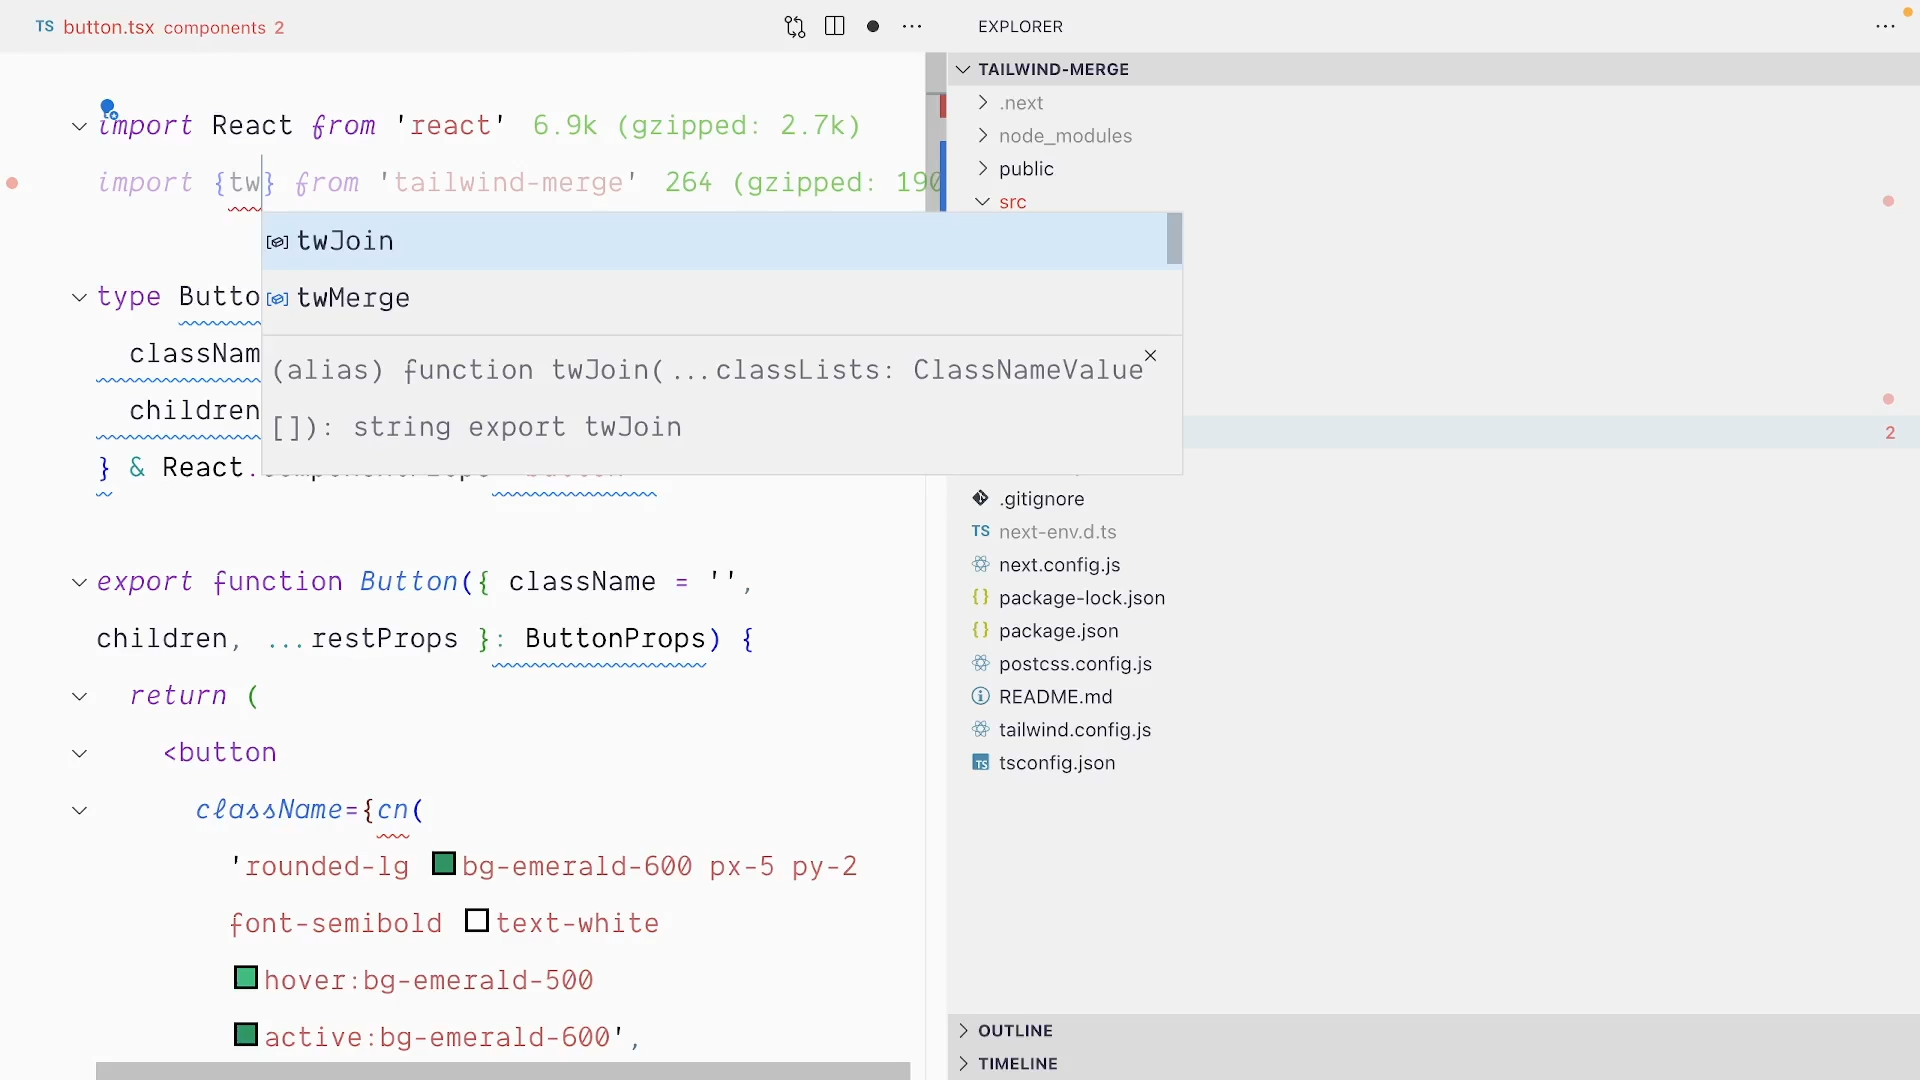 TS button.tsx components 2
import React from 'react' 6.9k (gzipped: 2.7k)
import {tw} from 'tailwind-merge' 264 (gzipped: 190
twJoin
twMerge
(alias) function twJoin(...classLists: ClassNameValue
[]): string export twJoin
type Butto
classNam
children
} & React.
export function Button({ className = '',
children, ...restProps }: ButtonProps) {
return (
<button
className={cn(
'rounded-lg bg-emerald-600 px-5 py-2
font-semibold text-white
hover:bg-emerald-500
active:bg-emerald-600',
EXPLORER
TAILWIND-MERGE
.next
node_modules
public
src
2
.gitignore
TS next-env.d.ts
next.config.js
{} package-lock.json
{} package.json
postcss.config.js
README.md
tailwind.config.js
TS tsconfig.json
OUTLINE
TIMELINE